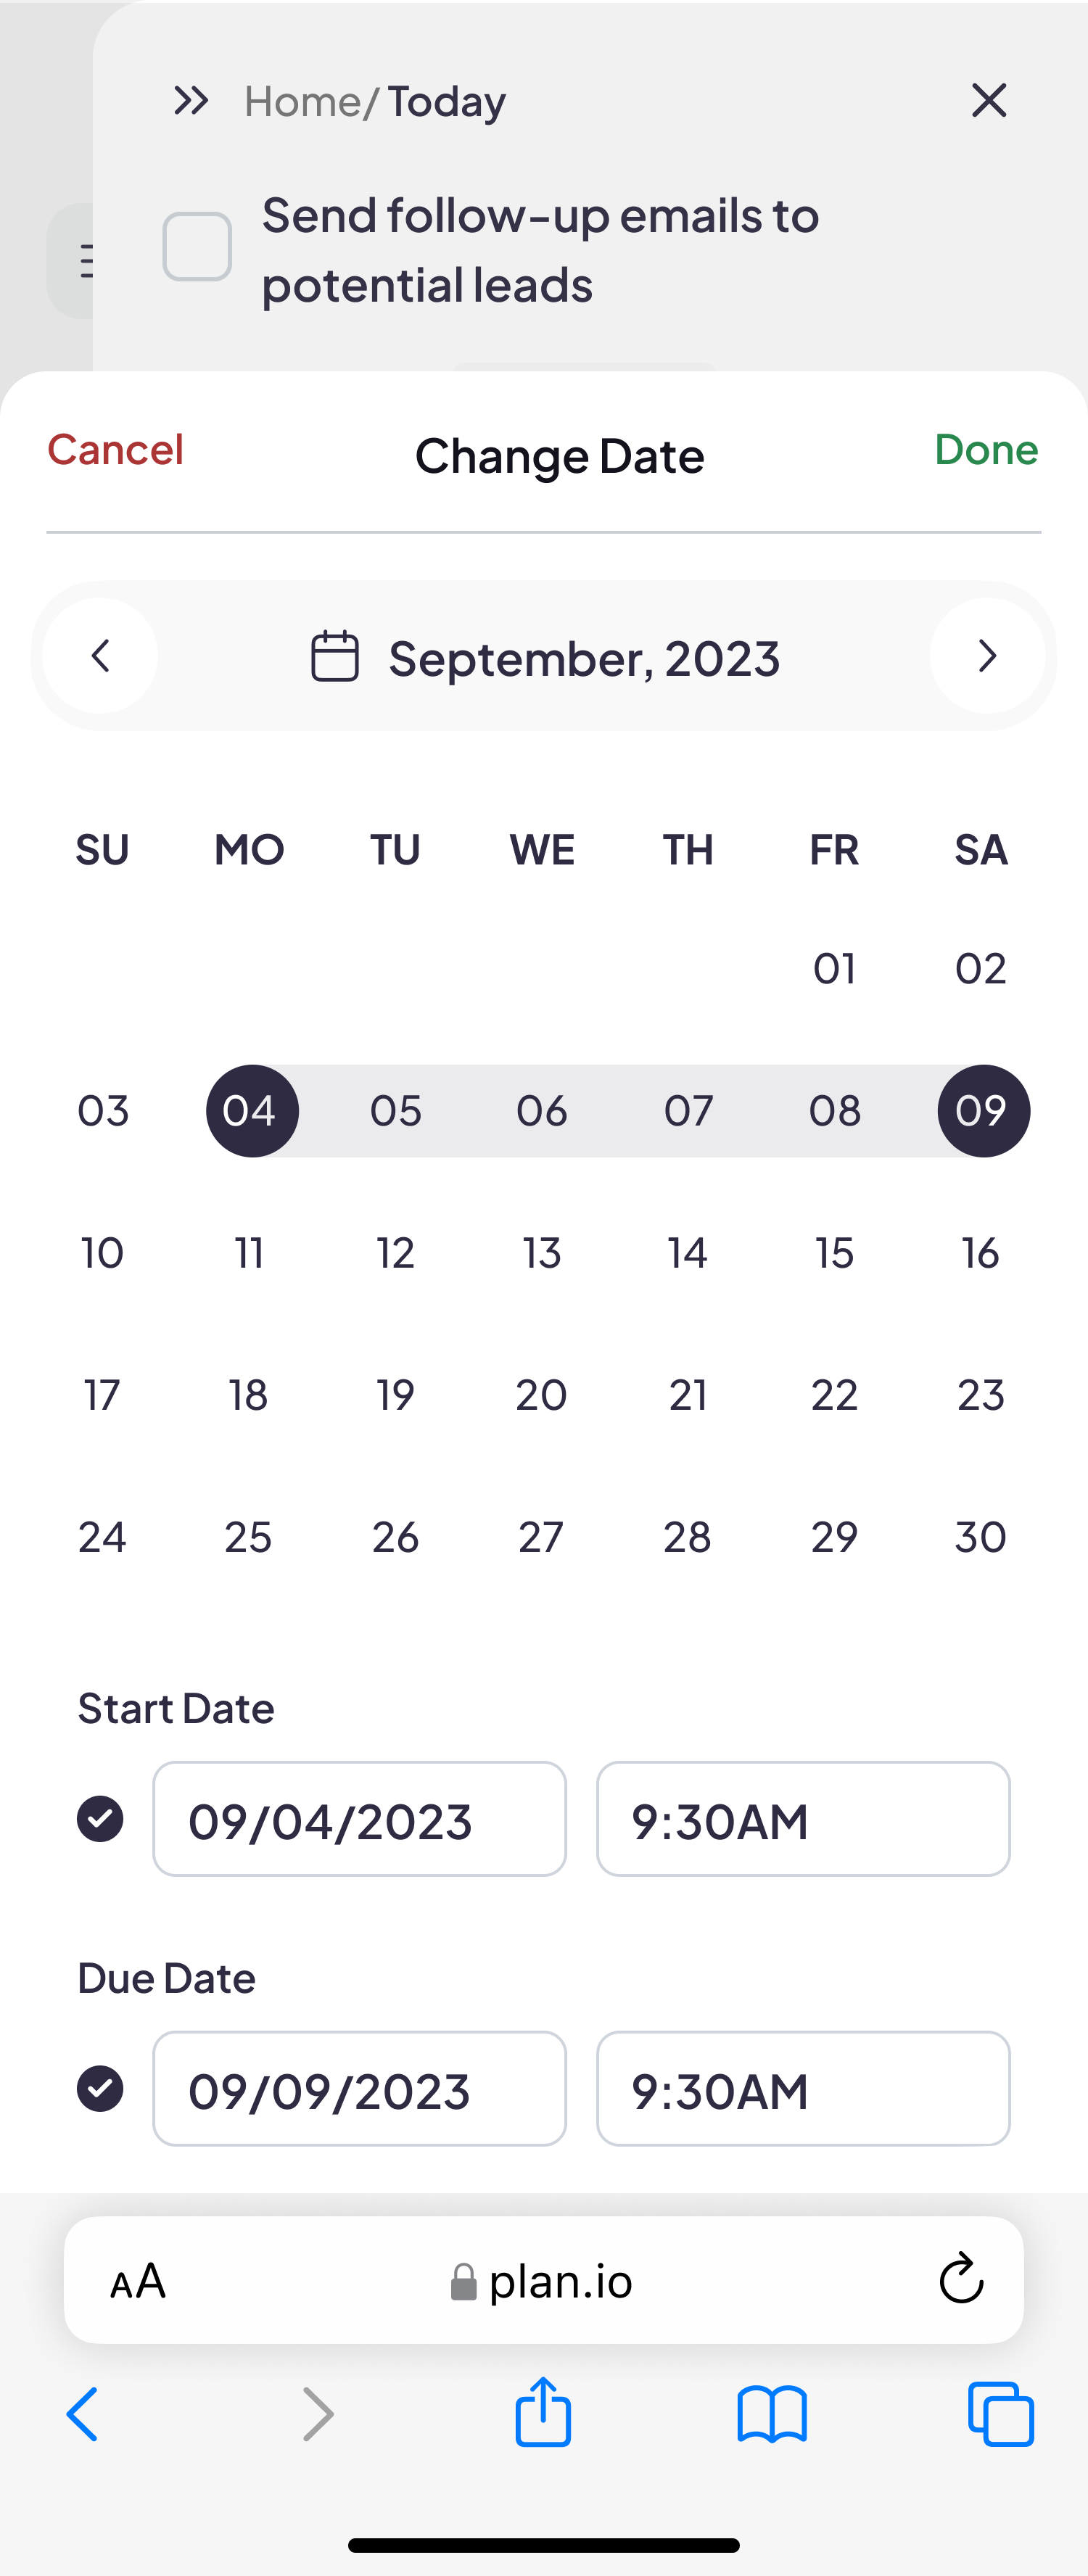 Home/ Today
Send follow-up emails to
potential leads
Cancel Change Date Done
September, 2023
SU MO TU WE TH FR SA
01 02
03 04 05 06 07 08 09
10 11 12 13 14 15 16
17 18 19 20 21 22 23
24 25 26 27 28 29 30
Start Date
09/04/2023 9:30AM
Due Date
09/09/2023 9:30AM
AA plan.io